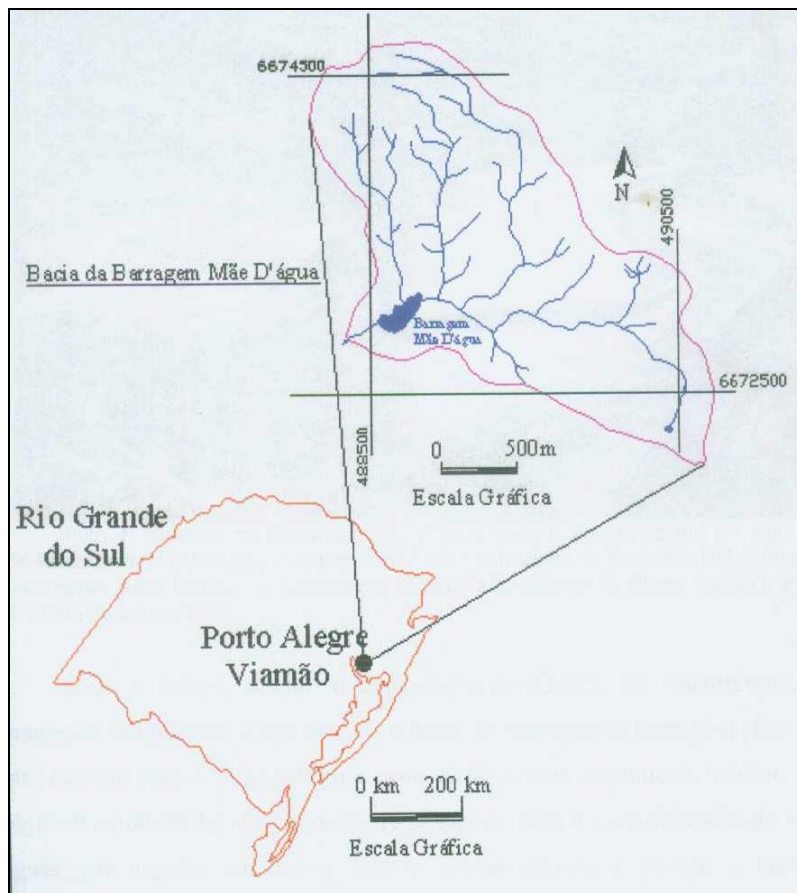 6674500
N
490500
Bacia da Barragem Mãe D'água
Barragem
Mãe D'água
6672500
488500
0 500m
Escala Gráfica
Rio Grande
do Sul
Porto Alegre
Viamão
0 km 200 km
Escala Gráfica